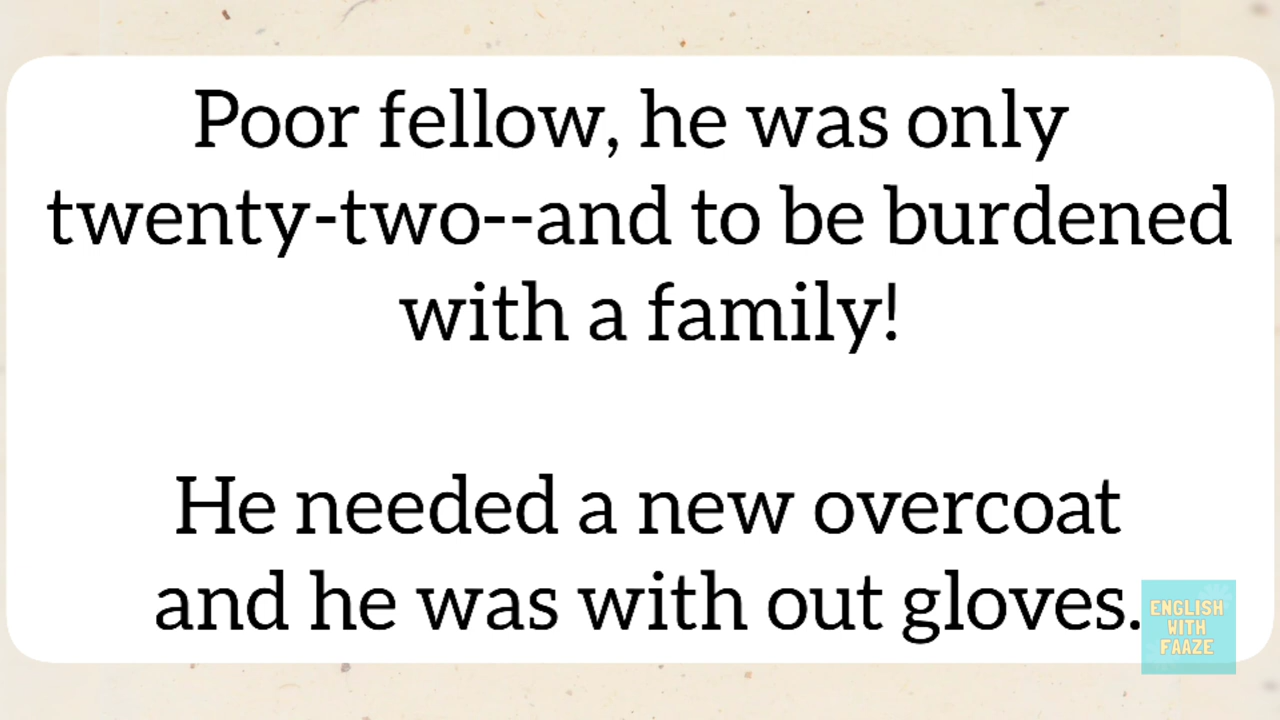 Poor fellow, he was only
twenty-two--and to be burdened
with a family!
He needed a new overcoat
and he was with out gloves.
ENGLISH
WITH
FAAZE